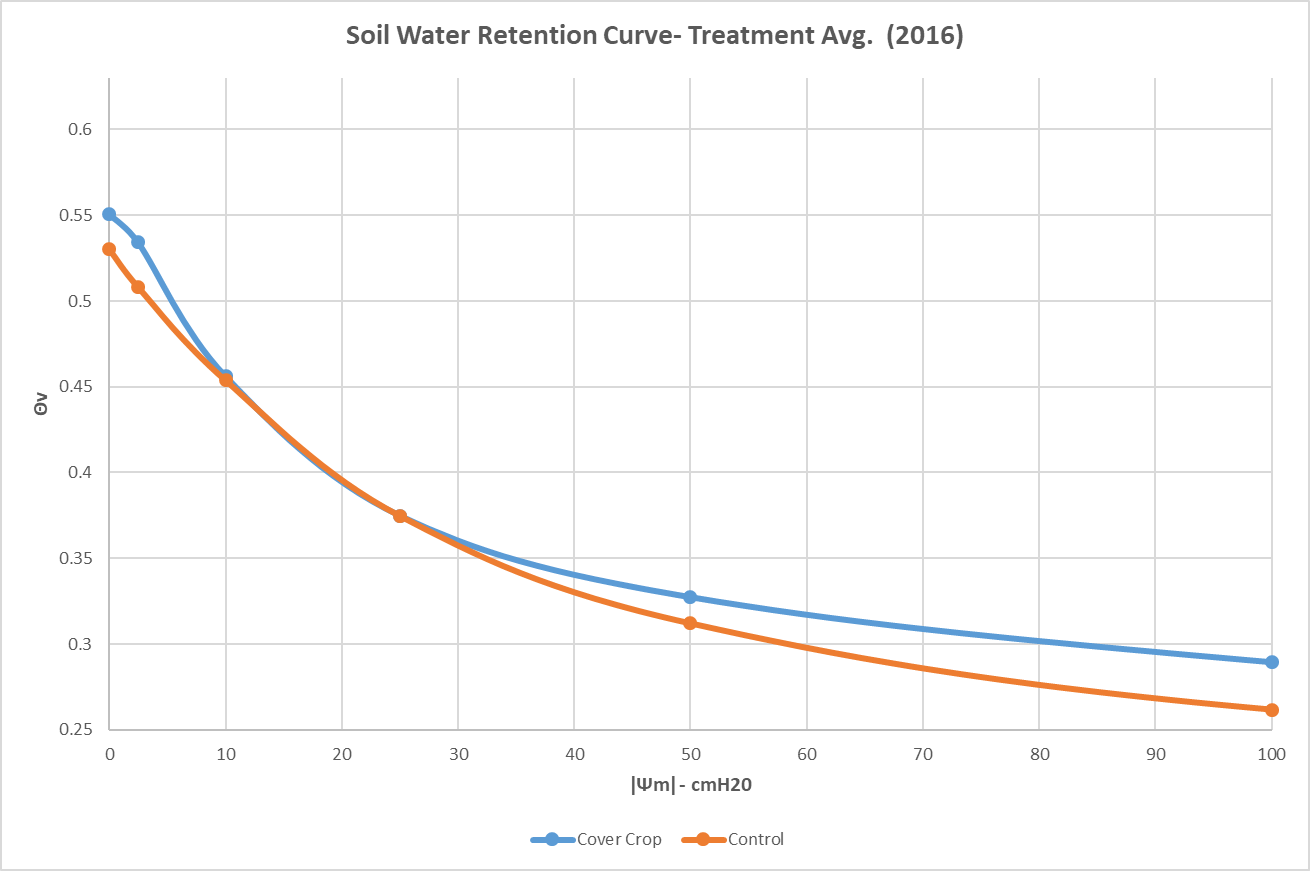 Soil Water Retention Curve- Treatment Avg.  (2016)
0.6
0.55
0.5
0.45
0.4
0.35
0.3
0.25
Θv
0 10 20 30 40 50 60 70 80 90 100
|Ψm| - cmH20
Cover Crop Control